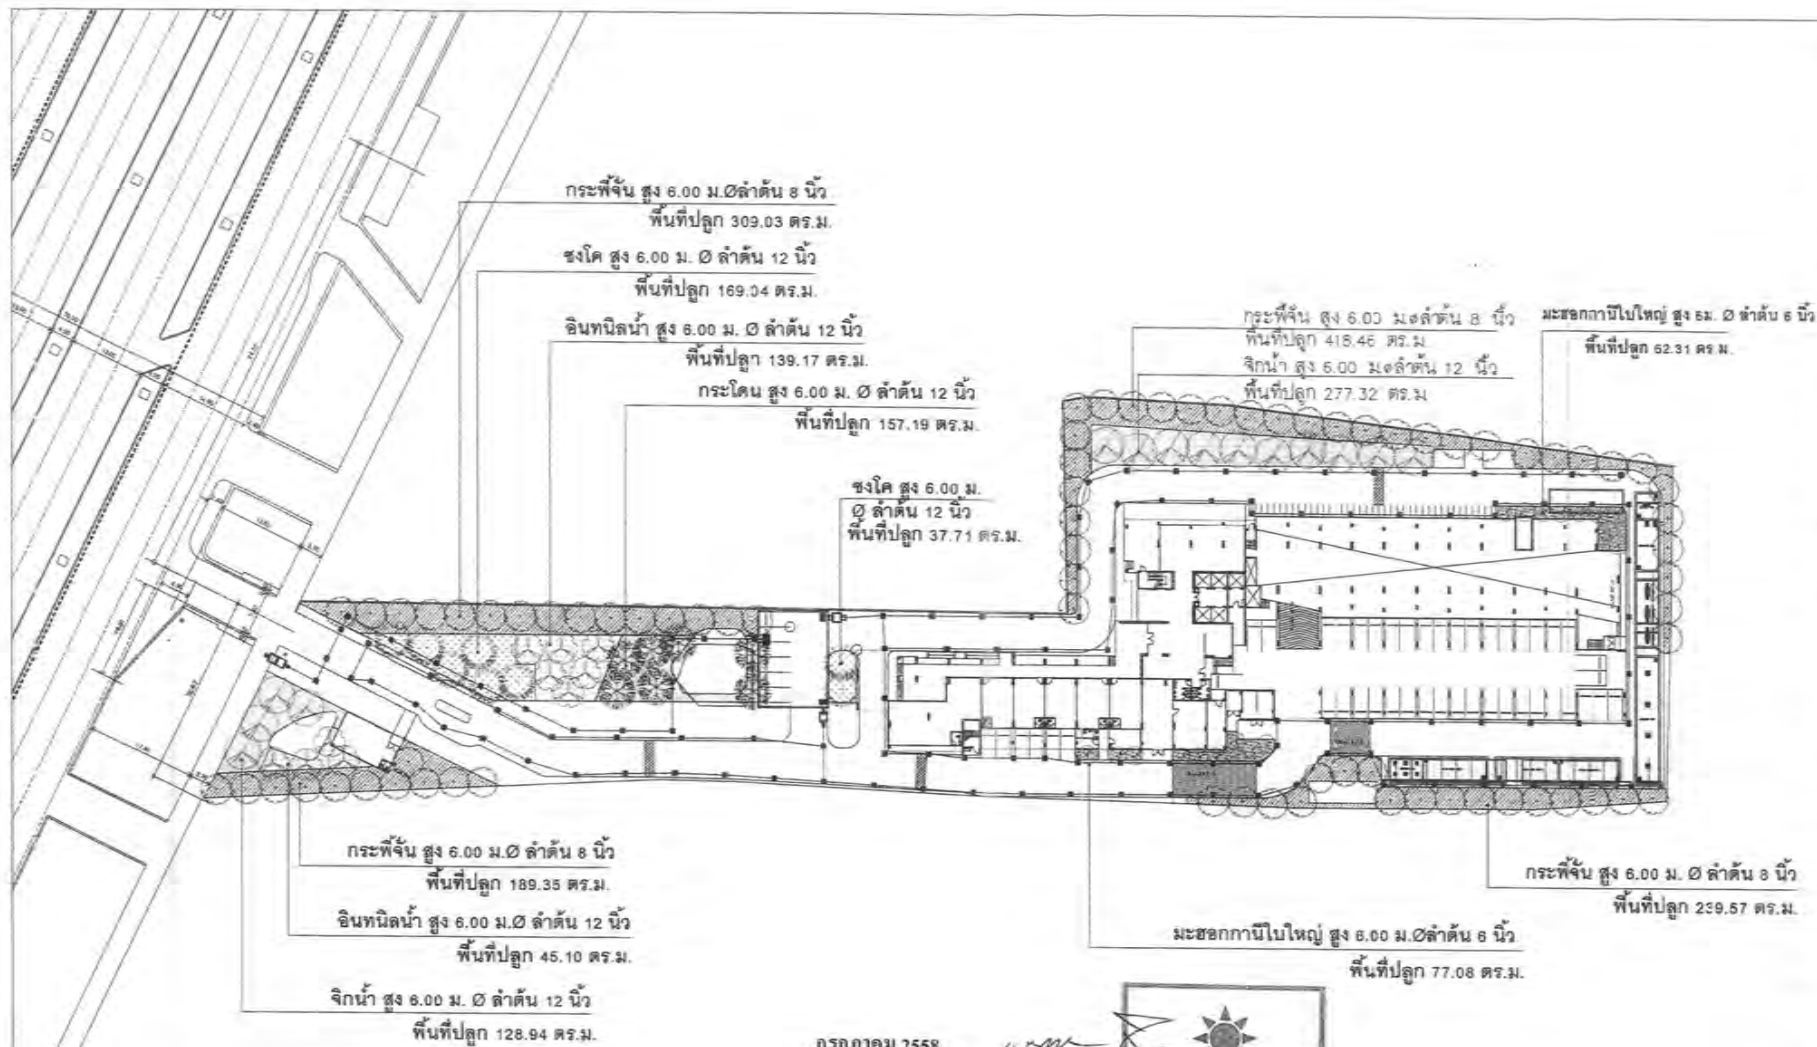 กระพี้จั่น สูง 6.00 ม.Øลำต้น 8 นิ้ว
พื้นที่ปลูก 309.03 ตร.ม.
ชงโค สูง 6.00 ม. Ø ลำต้น 12 นิ้ว
พื้นที่ปลูก 169.04 ตร.ม.
อินทนิลน้ำ สูง 6.00 ม. Ø ลำต้น 12 นิ้ว
พื้นที่ปลูก 139.17 ตร.ม.
กระโดน สูง 6.00 ม. Ø ลำต้น 12 นิ้ว
พื้นที่ปลูก 157.19 ตร.ม.
ชงโค สูง 6.00 ม.
Ø ลำต้น 12 นิ้ว
พื้นที่ปลูก 37.71 ตร.ม.
กระพี้จั่น สูง 6.00 ม.øลำต้น 8 นิ้ว
พื้นที่ปลูก 418.46 ตร.ม
จิกน้ำ สูง 6.00 ม.øลำต้น 12 นิ้ว
พื้นที่ปลูก 277.32 ตร.ม
มะฮอกกานีใบใหญ่ สูง 6ม. Ø ลำต้น 6 นิ้ว
พื้นที่ปลูก 62.31 ตร.ม.
กระพี้จั่น สูง 6.00 ม.Ø ลำต้น 8 นิ้ว
พื้นที่ปลูก 189.35 ตร.ม.
อินทนิลน้ำ สูง 6.00 ม.Ø ลำต้น 12 นิ้ว
พื้นที่ปลูก 45.10 ตร.ม.
จิกน้ำ สูง 6.00 ม. Ø ลำต้น 12 นิ้ว
พื้นที่ปลูก 128.94 ตร.ม.
กระพี้จั่น สูง 6.00 ม. Ø ลำต้น 8 นิ้ว
พื้นที่ปลูก 239.57 ตร.ม.
มะฮอกกานีใบใหญ่ สูง 6.00 ม.Øลำต้น 6 นิ้ว
พื้นที่ปลูก 77.08 ตร.ม.
กรกฎาคม 2558